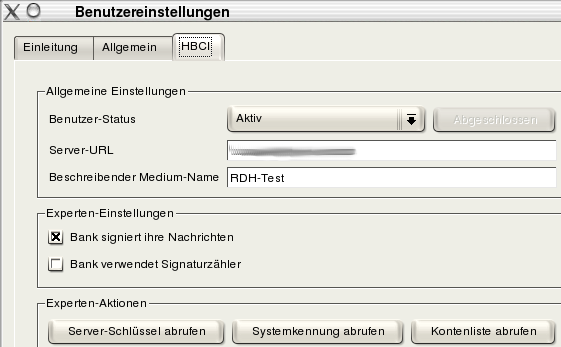 Benutzereinstellungen
Einleitung Allgemein HBCI
Allgemeine Einstellungen
Benutzer-Status Aktiv Abgeschlossen
Server-URL
Beschreibender Medium-Name RDH-Test
Experten-Einstellungen
Bank signiert ihre Nachrichten
Bank verwendet Signaturzähler
Experten-Aktionen
Server-Schlüssel abrufen Systemkennung abrufen Kontenliste abrufen